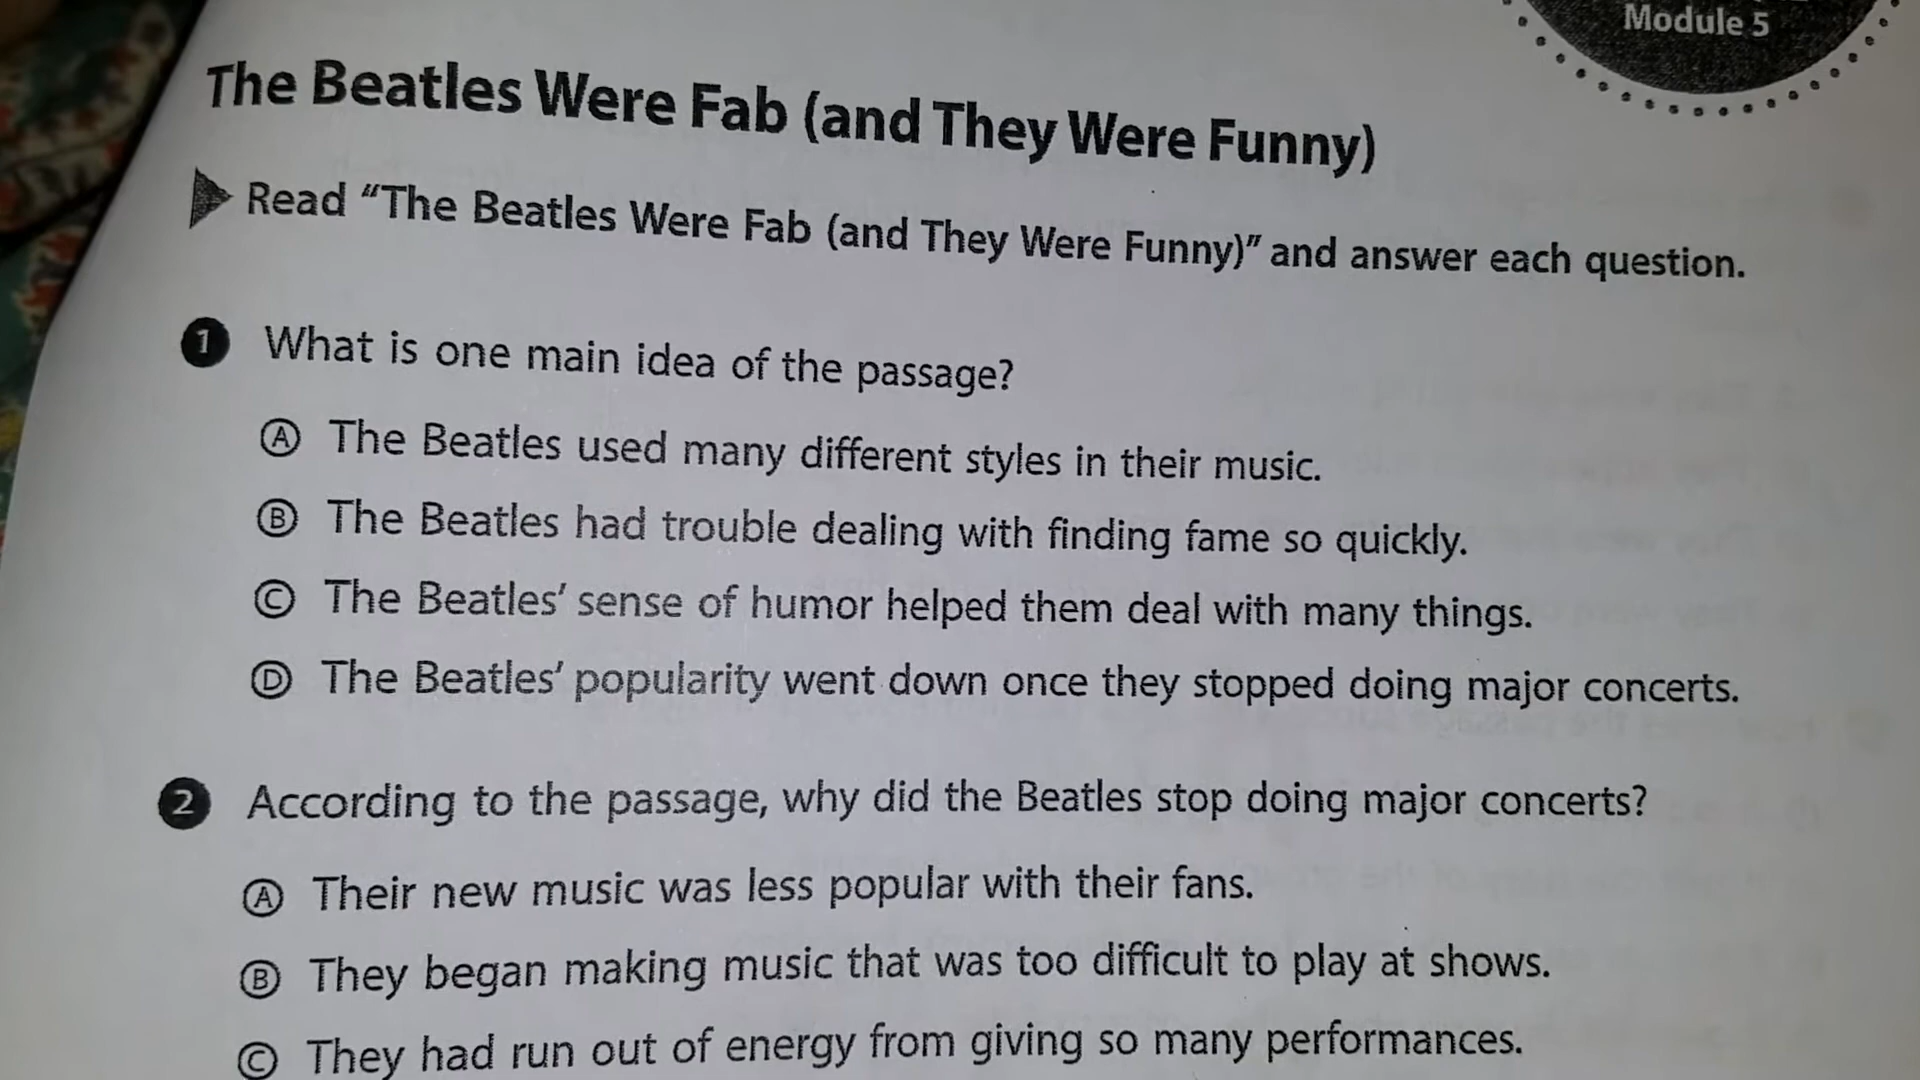 Module 5
The Beatles Were Fab (and They Were Funny)
Read “The Beatles Were Fab (and They Were Funny)” and answer each question.
1 What is one main idea of the passage?
A The Beatles used many different styles in their music.
B The Beatles had trouble dealing with finding fame so quickly.
C The Beatles’ sense of humor helped them deal with many things.
D The Beatles’ popularity went down once they stopped doing major concerts.
2 According to the passage, why did the Beatles stop doing major concerts?
A Their new music was less popular with their fans.
B They began making music that was too difficult to play at shows.
C They had run out of energy from giving so many performances.